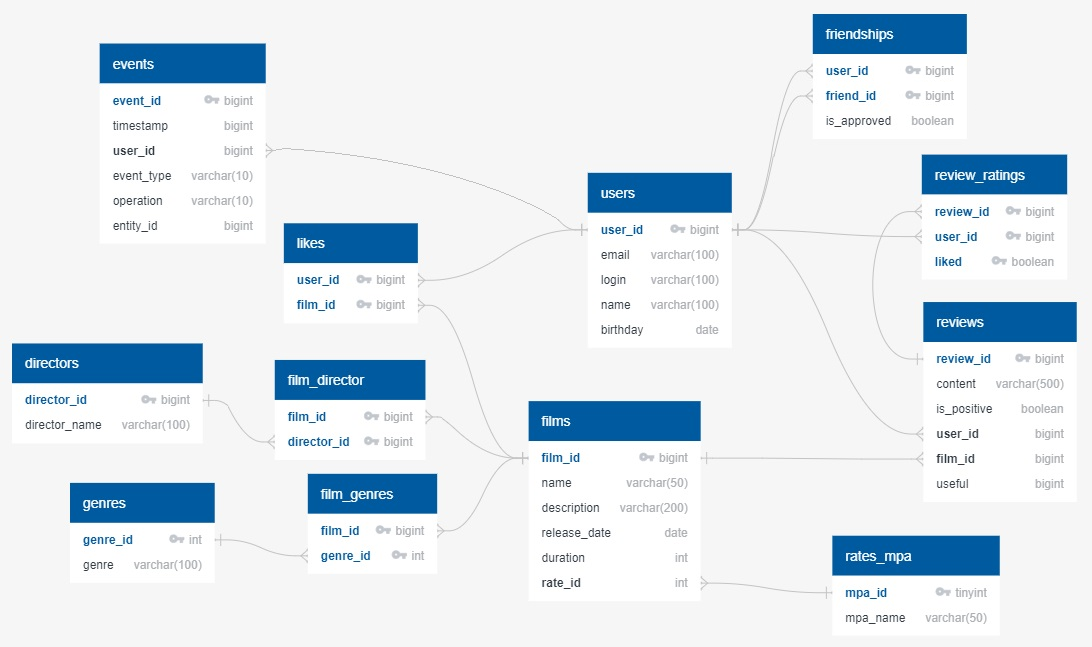 events
event_id bigint
timestamp bigint
user_id bigint
event_type varchar(10)
operation varchar(10)
entity_id bigint
likes
user_id bigint
film_id bigint
directors
director_id bigint
director_name varchar(100)
film_director
film_id bigint
director_id bigint
genres
genre_id int
genre varchar(100)
film_genres
film_id bigint
genre_id int
users
user_id bigint
email varchar(100)
login varchar(100)
name varchar(100)
birthday date
films
film_id bigint
name varchar(50)
description varchar(200)
release_date date
duration int
rate_id int
friendships
user_id bigint
friend_id bigint
is_approved boolean
review_ratings
review_id bigint
user_id bigint
liked boolean
reviews
review_id bigint
content varchar(500)
is_positive boolean
user_id bigint
film_id bigint
useful bigint
rates_mpa
mpa_id tinyint
mpa_name varchar(50)